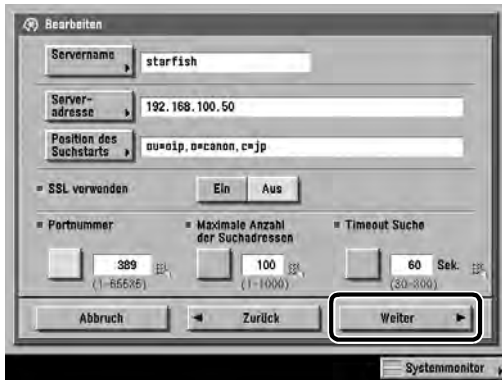 Bearbeiten
Servername
starfish
Server-
adresse
192.168.100.50
Position des
Suchstarts
ou=oip,o=canon,c=jp
SSL verwenden
Ein Aus
Portnummer
Maximale Anzahl
der Suchadressen
Timeout Suche
389
100
60 Sek.
(1-65535)
(1-1000)
(30-300)
Abbruch
Zurück
Weiter
Systemmonitor